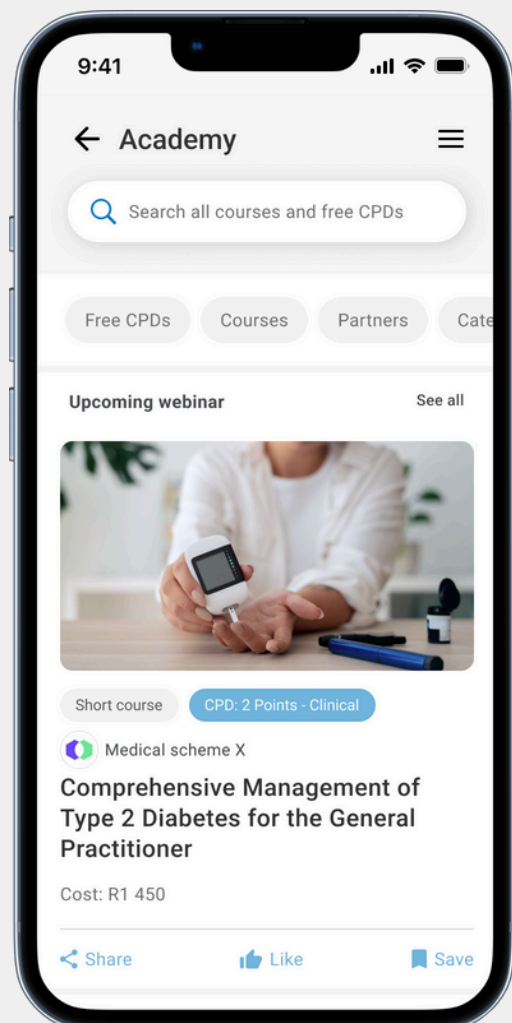 9:41
Academy
Search all courses and free CPDs
Free CPDs Courses Partners Cate
Upcoming webinar See all
Short course CPD: 2 Points - Clinical
Medical scheme X
Comprehensive Management of
Type 2 Diabetes for the General
Practitioner
Cost: R1 450
Share Like Save